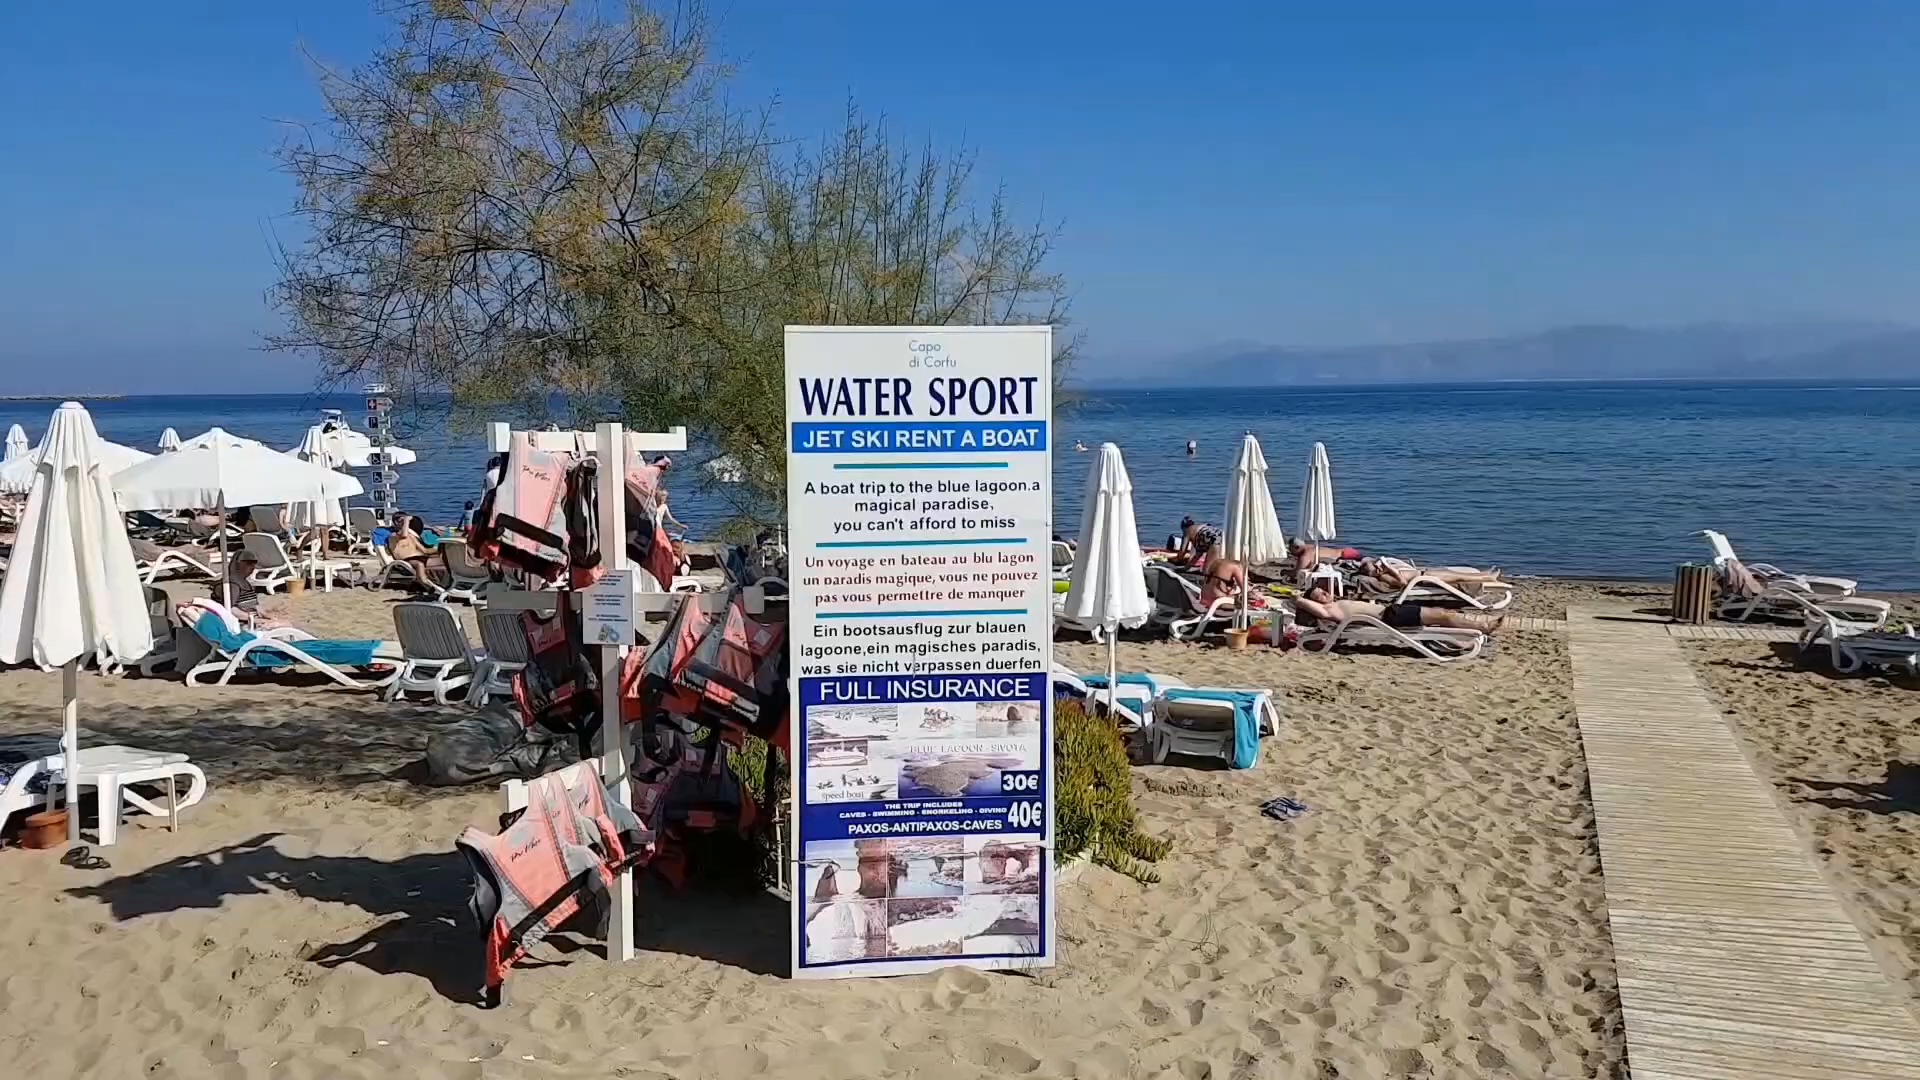 Capo
di Corfu
WATER SPORT
JET SKI RENT A BOAT
A boat trip to the blue lagoon.a
magical paradise,
you can't afford to miss
Un voyage en bateau au blu lagon
un paradis magique, vous ne pouvez
pas vous permettre de manquer
Ein bootsausflug zur blauen
lagoone,ein magisches paradis,
was sie nicht verpassen duerfen
FULL INSURANCE
BLUE LAGOON - SIVOTA
speed boat
30€
THE TRIP INCLUDES
CAVES - SWIMMING - SNORKELING - DIVING
PAXOS-ANTIPAXOS-CAVES
40€